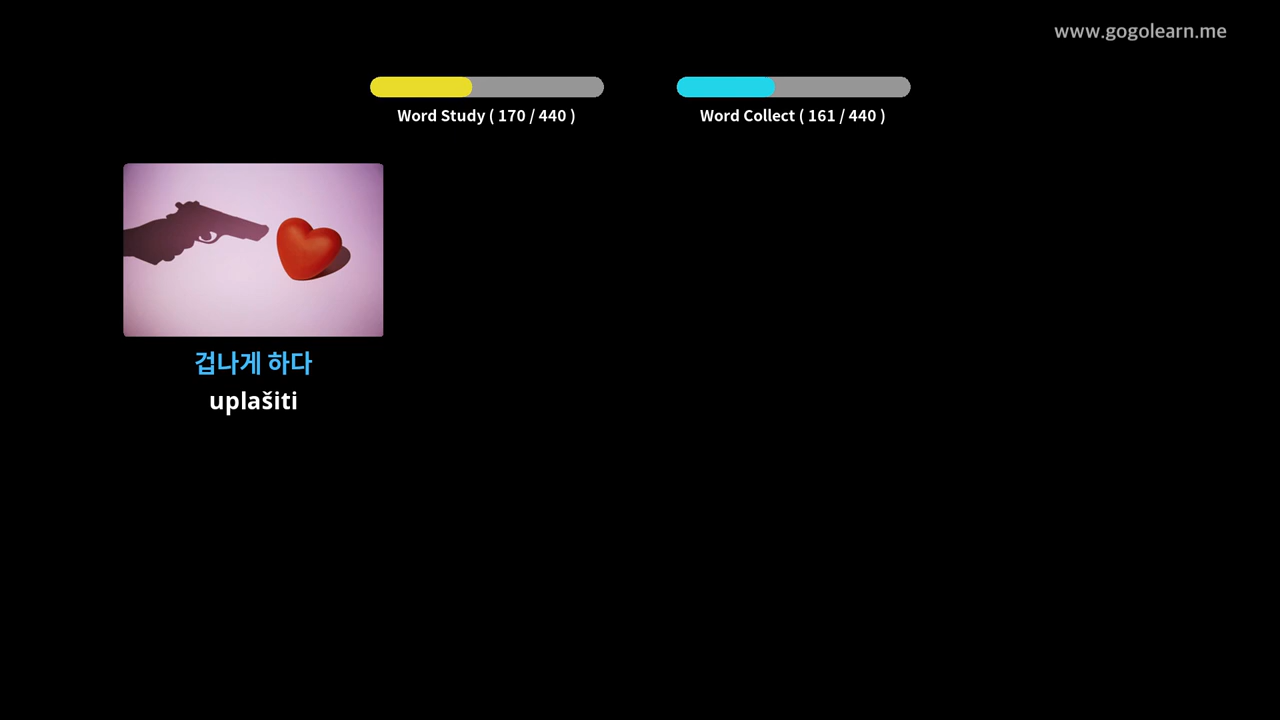 www.gogolearn.me
Word Study ( 170 / 440 )
Word Collect ( 161 / 440 )
겁나게 하다
uplašiti